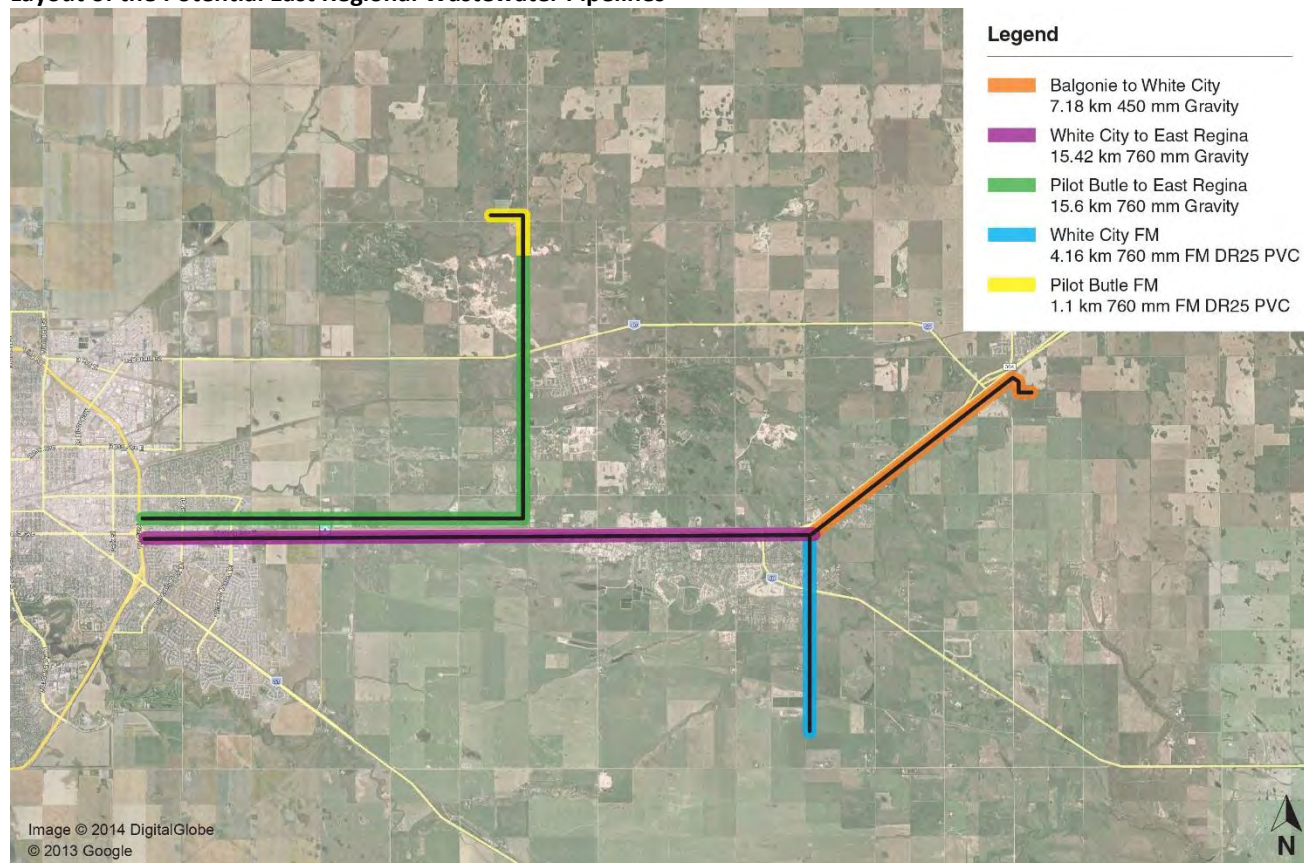 Layout of the Potential East Regional Wastewater Pipelines
Legend
Balgonie to White City
7.18 km 450 mm Gravity
White City to East Regina
15.42 km 760 mm Gravity
Pilot Butle to East Regina
15.6 km 760 mm Gravity
White City FM
4.16 km 760 mm FM DR25 PVC
Pilot Butle FM
1.1 km 760 mm FM DR25 PVC
Image © 2014 DigitalGlobe
© 2013 Google
N